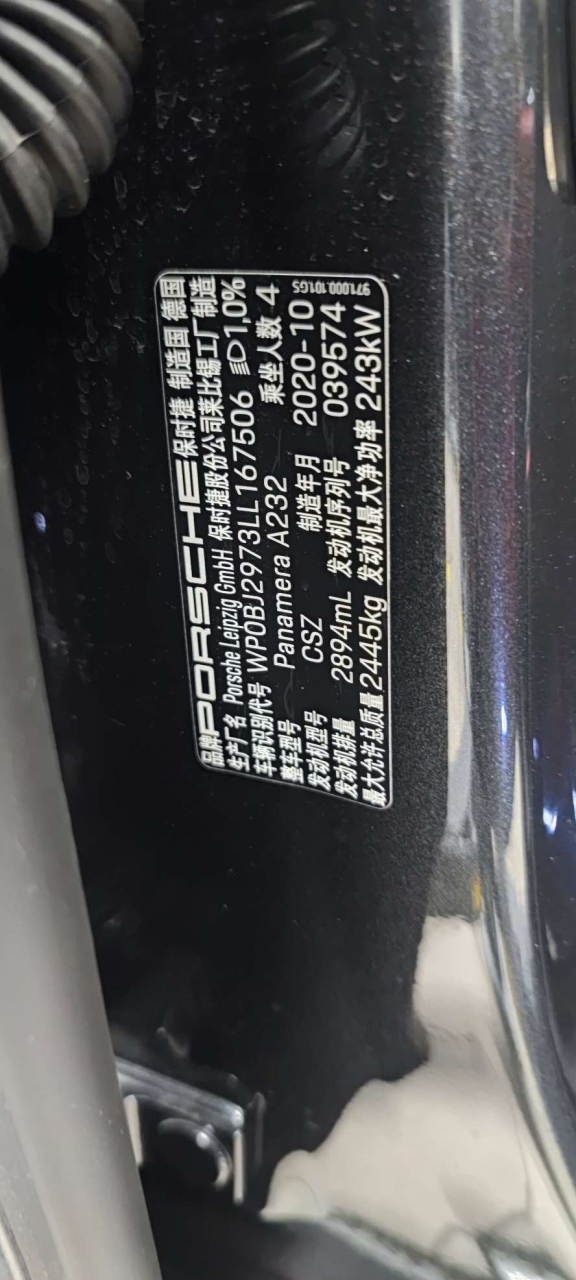 品牌 PORSCHE 保时捷 制造国 德国
生产厂名 Porsche Leipzig GmbH 保时捷股份公司莱比锡工厂制造
车辆识别代号 WP0BJ2973LL167506 1,0%
整车型号 Panamera A232 乘坐人数 4
发动机型号 CSZ 制造年月 2020-10
发动机排量 2894mL 发动机序列号 039574
最大允许总质量 2445kg 发动机最大净功率 243kW
971.000.101.GS